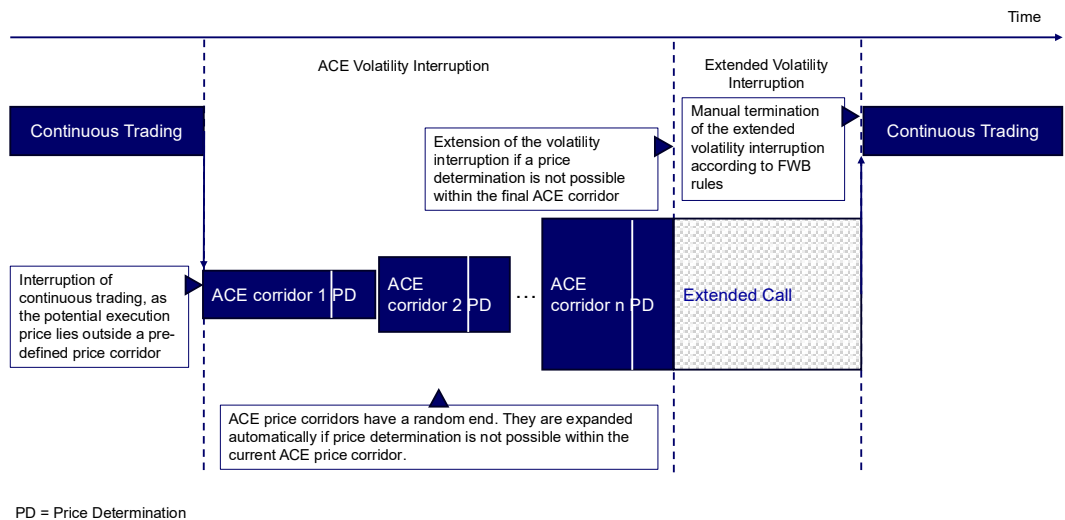 Time
ACE Volatility Interruption
Extended Volatility
Interruption
Continuous Trading
Extension of the volatility
interruption if a price
determination is not possible
within the final ACE corridor
Manual termination
of the extended
volatility interruption
according to FWB
rules
Continuous Trading
Interruption of
continuous trading, as
the potential execution
price lies outside a pre-
defined price corridor
ACE corridor 1 PD
ACE
corridor 2 PD
...
ACE
corridor n PD
Extended Call
ACE price corridors have a random end. They are expanded
automatically if price determination is not possible within the
current ACE price corridor.
PD = Price Determination